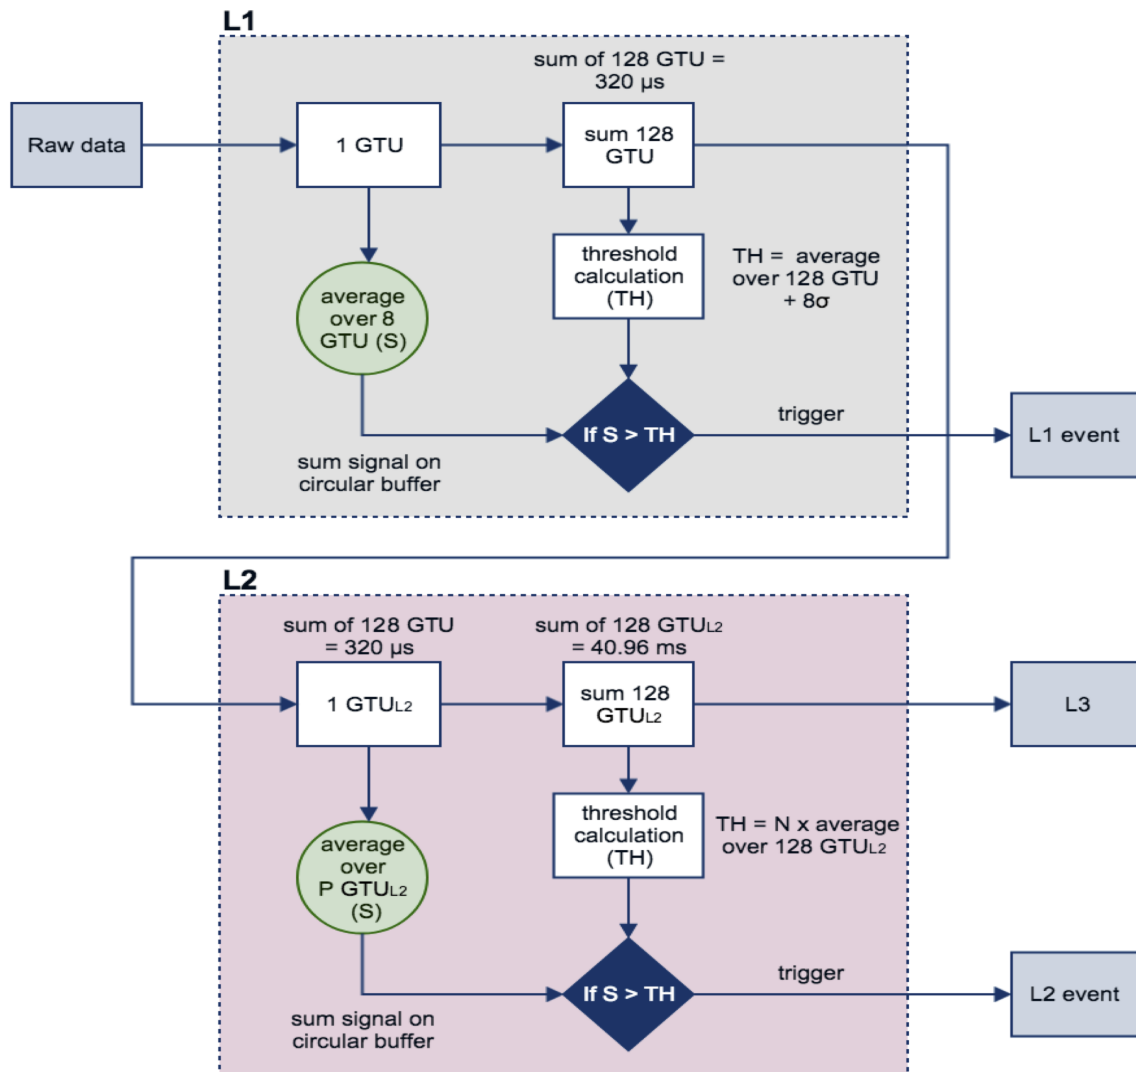 L1
sum of 128 GTU =
320 µs
Raw data
1 GTU
sum 128
GTU
threshold
calculation
(TH)
TH = average
over 128 GTU
+ 8σ
average
over 8
GTU (S)
If S > TH
trigger
L1 event
sum signal on
circular buffer
L2
sum of 128 GTU
= 320 µs
sum of 128 GTUL2
= 40.96 ms
1 GTUL2
sum 128
GTUL2
L3
threshold
calculation
(TH)
TH = N x average
over 128 GTUL2
average
over
P GTUL2
(S)
If S > TH
trigger
L2 event
sum signal on
circular buffer